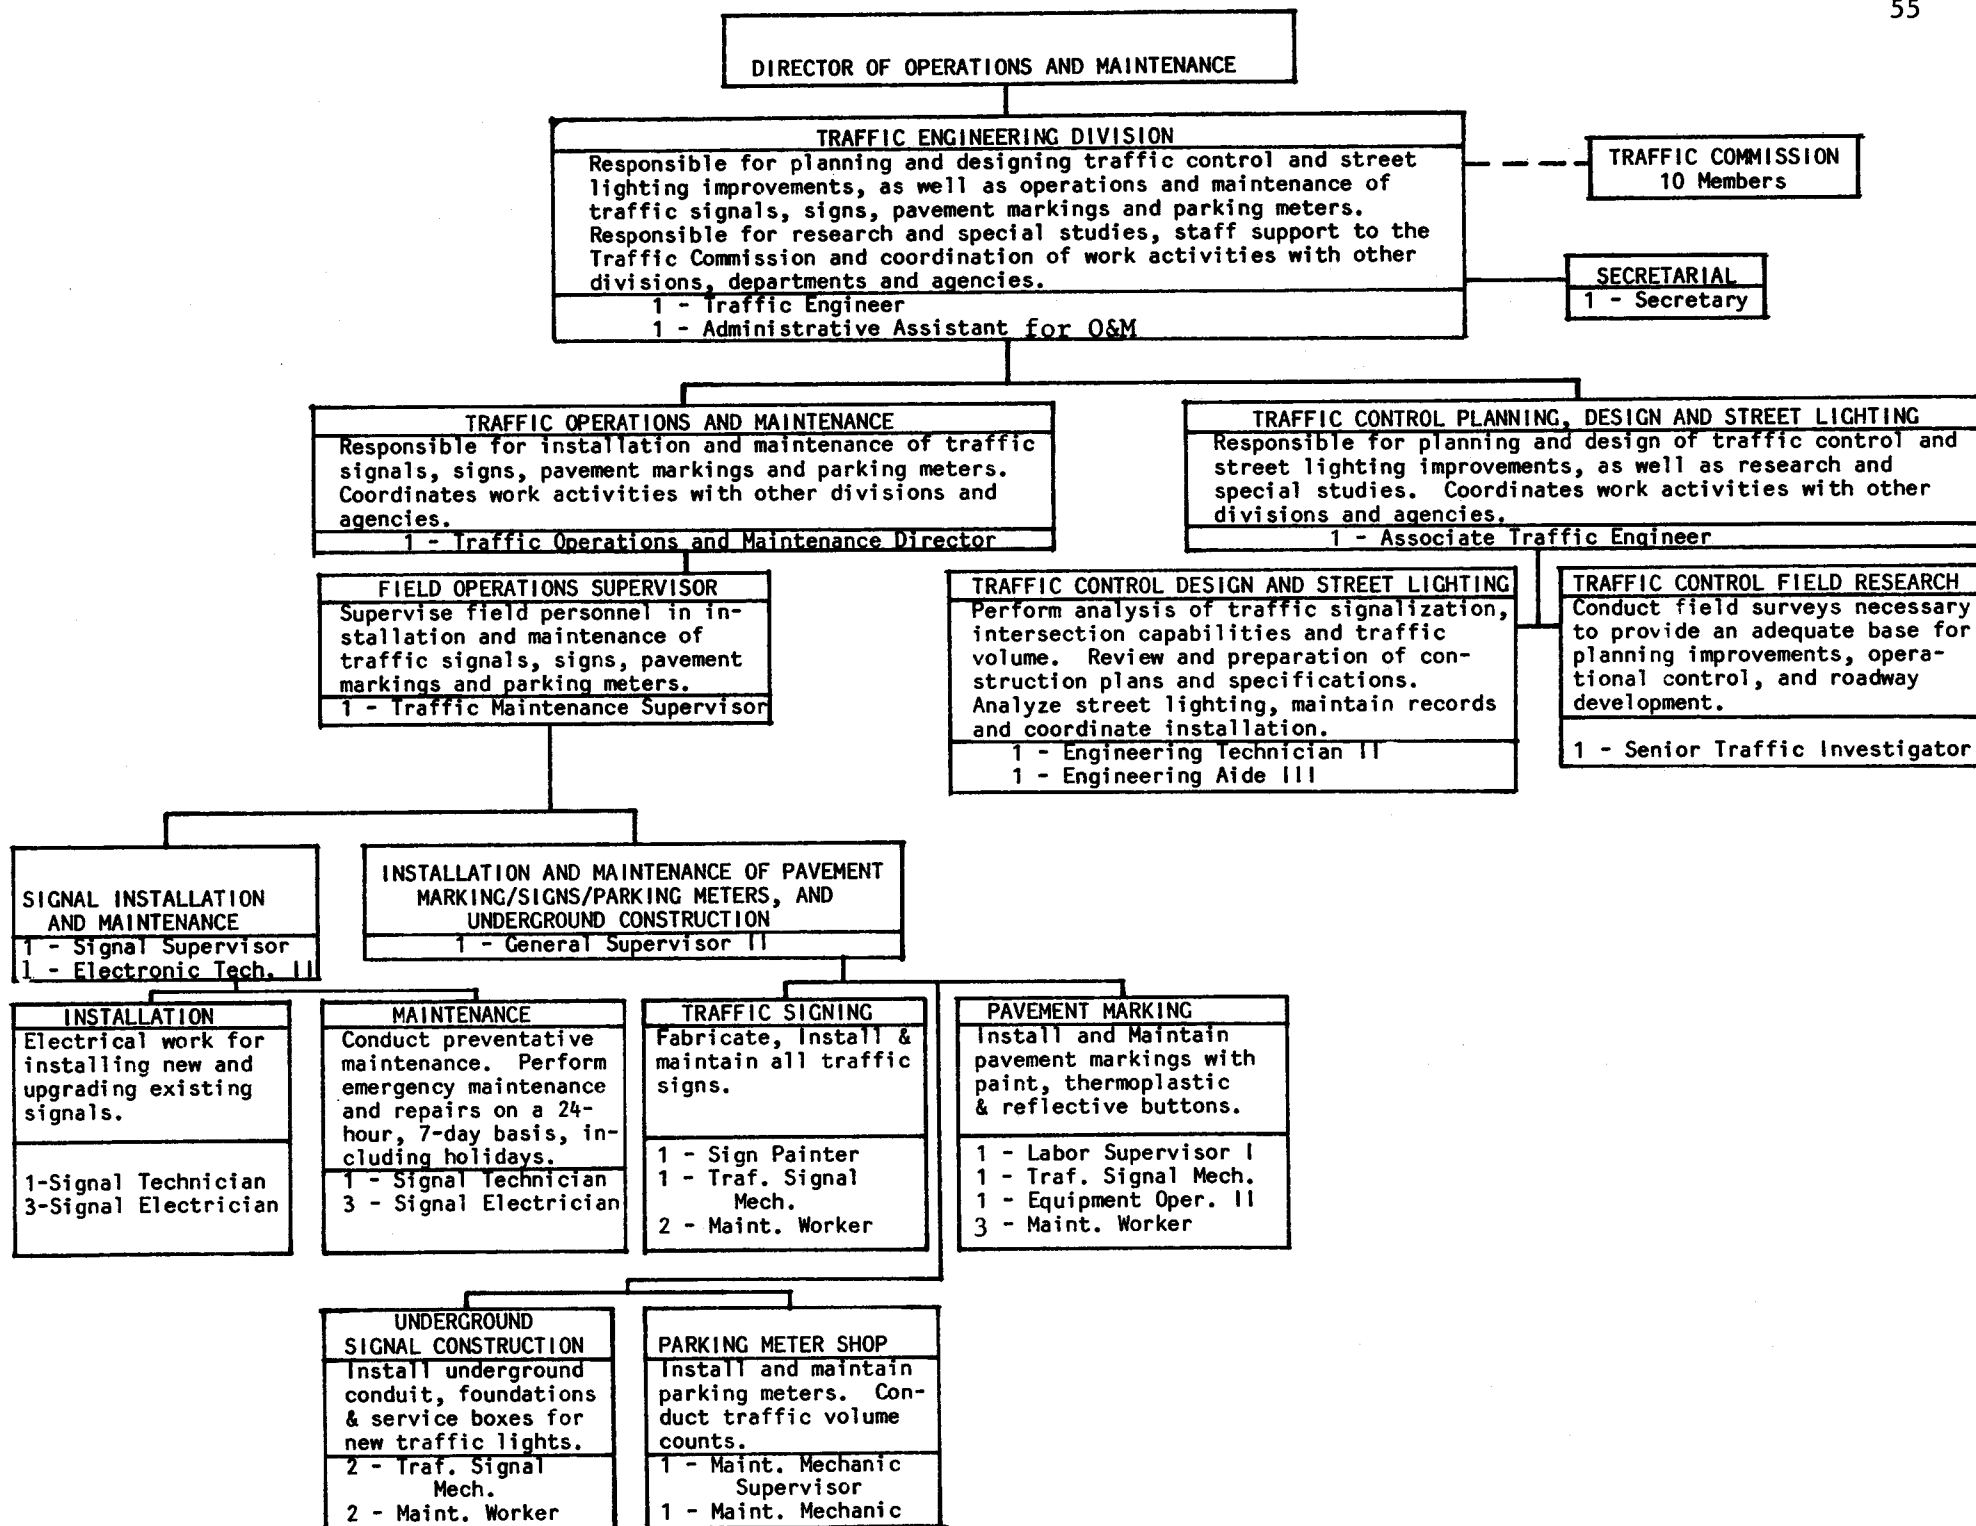 55
DIRECTOR OF OPERATIONS AND MAINTENANCE
TRAFFIC ENGINEERING DIVISION
Responsible for planning and designing traffic control and street
lighting improvements, as well as operations and maintenance of
traffic signals, signs, pavement markings and parking meters.
Responsible for research and special studies, staff support to the
Traffic Commission and coordination of work activities with other
divisions, departments and agencies.
1 - Traffic Engineer
1 - Administrative Assistant for O&M
TRAFFIC COMMISSION
10 Members
SECRETARIAL
1 - Secretary
TRAFFIC OPERATIONS AND MAINTENANCE
Responsible for installation and maintenance of traffic
signals, signs, pavement markings and parking meters.
Coordinates work activities with other divisions and
agencies.
1 - Traffic Operations and Maintenance Director
TRAFFIC CONTROL PLANNING, DESIGN AND STREET LIGHTING
Responsible for planning and design of traffic control and
street lighting improvements, as well as research and
special studies. Coordinates work activities with other
divisions and agencies.
1 - Associate Traffic Engineer
FIELD OPERATIONS SUPERVISOR
Supervise field personnel in in-
stallation and maintenance of
traffic signals, signs, pavement
markings and parking meters.
1 - Traffic Maintenance Supervisor
TRAFFIC CONTROL DESIGN AND STREET LIGHTING
Perform analysis of traffic signalization,
intersection capabilities and traffic
volume. Review and preparation of con-
struction plans and specifications.
Analyze street lighting, maintain records
and coordinate installation.
1 - Engineering Technician II
1 - Engineering Aide III
TRAFFIC CONTROL FIELD RESEARCH
Conduct field surveys necessary
to provide an adequate base for
planning improvements, opera-
tional control, and roadway
development.
1 - Senior Traffic Investigator
SIGNAL INSTALLATION
AND MAINTENANCE
1 - Signal Supervisor
1 - Electronic Tech. II
INSTALLATION AND MAINTENANCE OF PAVEMENT
MARKING/SIGNS/PARKING METERS, AND
UNDERGROUND CONSTRUCTION
1 - General Supervisor II
INSTALLATION
Electrical work for
installing new and
upgrading existing
signals.
1-Signal Technician
3-Signal Electrician
MAINTENANCE
Conduct preventative
maintenance. Perform
emergency maintenance
and repairs on a 24-
hour, 7-day basis, in-
cluding holidays.
1 - Signal Technician
3 - Signal Electrician
TRAFFIC SIGNING
Fabricate, Install &
maintain all traffic
signs.
1 - Sign Painter
1 - Traf. Signal
Mech.
2 - Maint. Worker
PAVEMENT MARKING
Install and Maintain
pavement markings with
paint, thermoplastic
& reflective buttons.
1 - Labor Supervisor I
1 - Traf. Signal Mech.
1 - Equipment Oper. II
3 - Maint. Worker
UNDERGROUND
SIGNAL CONSTRUCTION
Install underground
conduit, foundations
& service boxes for
new traffic lights.
2 - Traf. Signal
Mech.
2 - Maint. Worker
PARKING METER SHOP
Install and maintain
parking meters. Con-
duct traffic volume
counts.
1 - Maint. Mechanic
Supervisor
1 - Maint. Mechanic